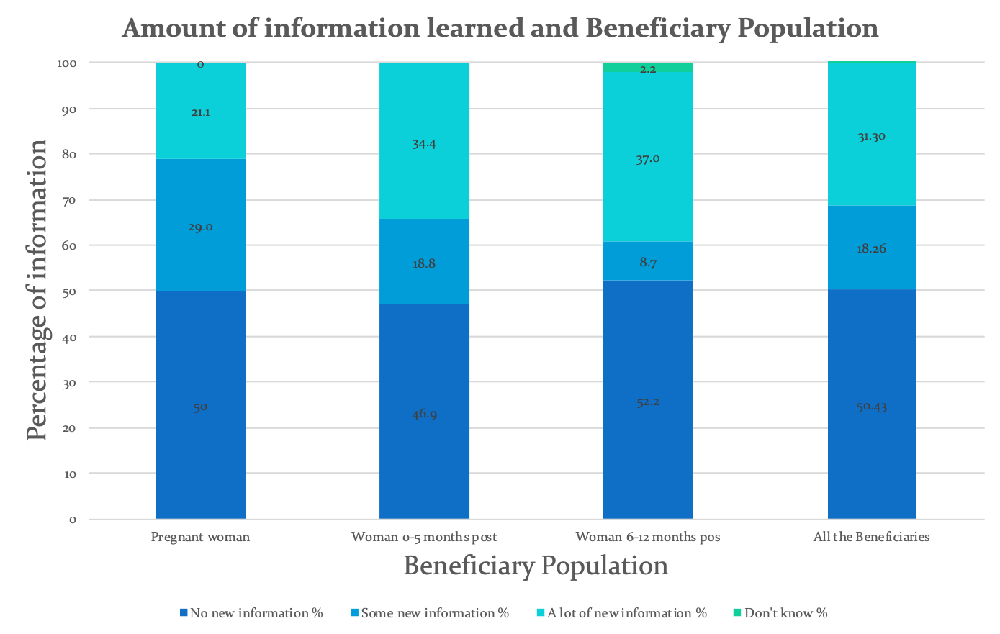 Amount of information learned and Beneficiary Population
Percentage of information
100
90
80
70
60
50
40
30
20
10
0
0
21.1
29.0
50
34.4
18.8
46.9
2.2
37.0
8.7
52.2
31.30
18.26
50.43
Pregnant woman
Woman 0-5 months post
Woman 6-12 months pos
All the Beneficiaries
Beneficiary Population
No new information %
Some new information %
A lot of new information %
Don't know %